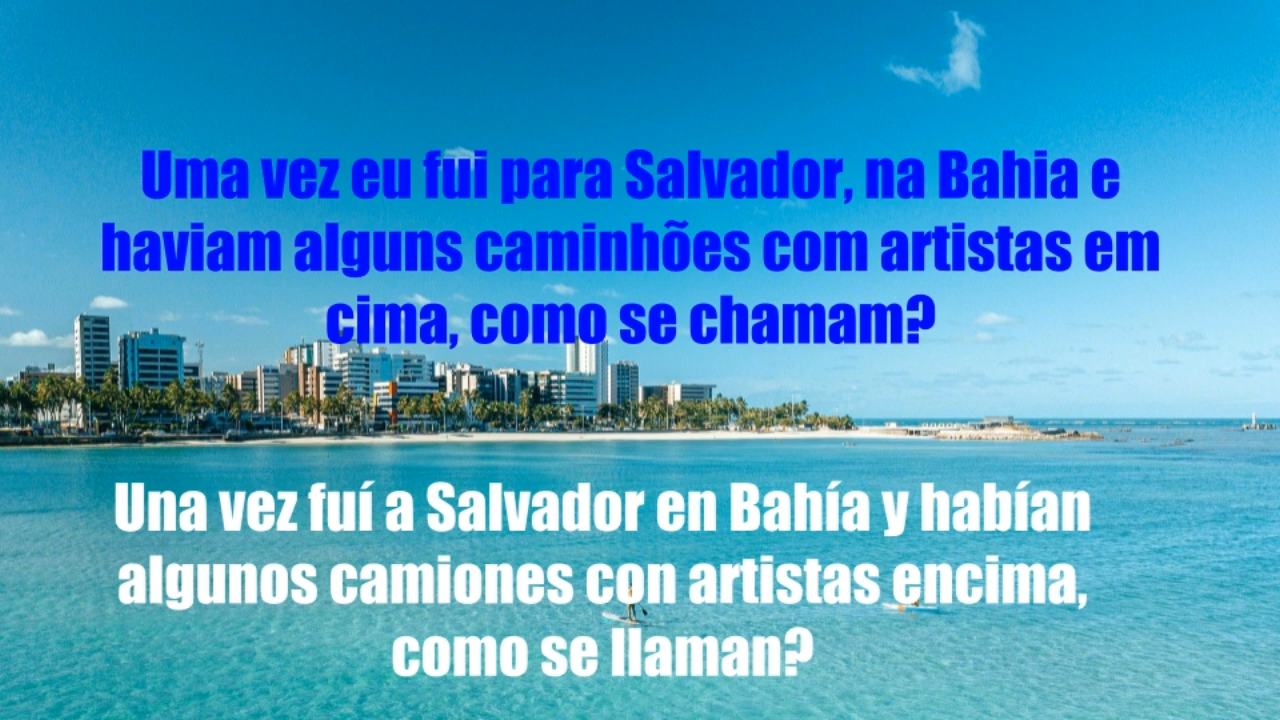 Uma vez eu fui para Salvador, na Bahia e
haviam alguns caminhões com artistas em
cima, como se chamam?
Una vez fuí a Salvador en Bahía y habían
algunos camiones con artistas encima,
como se llaman?